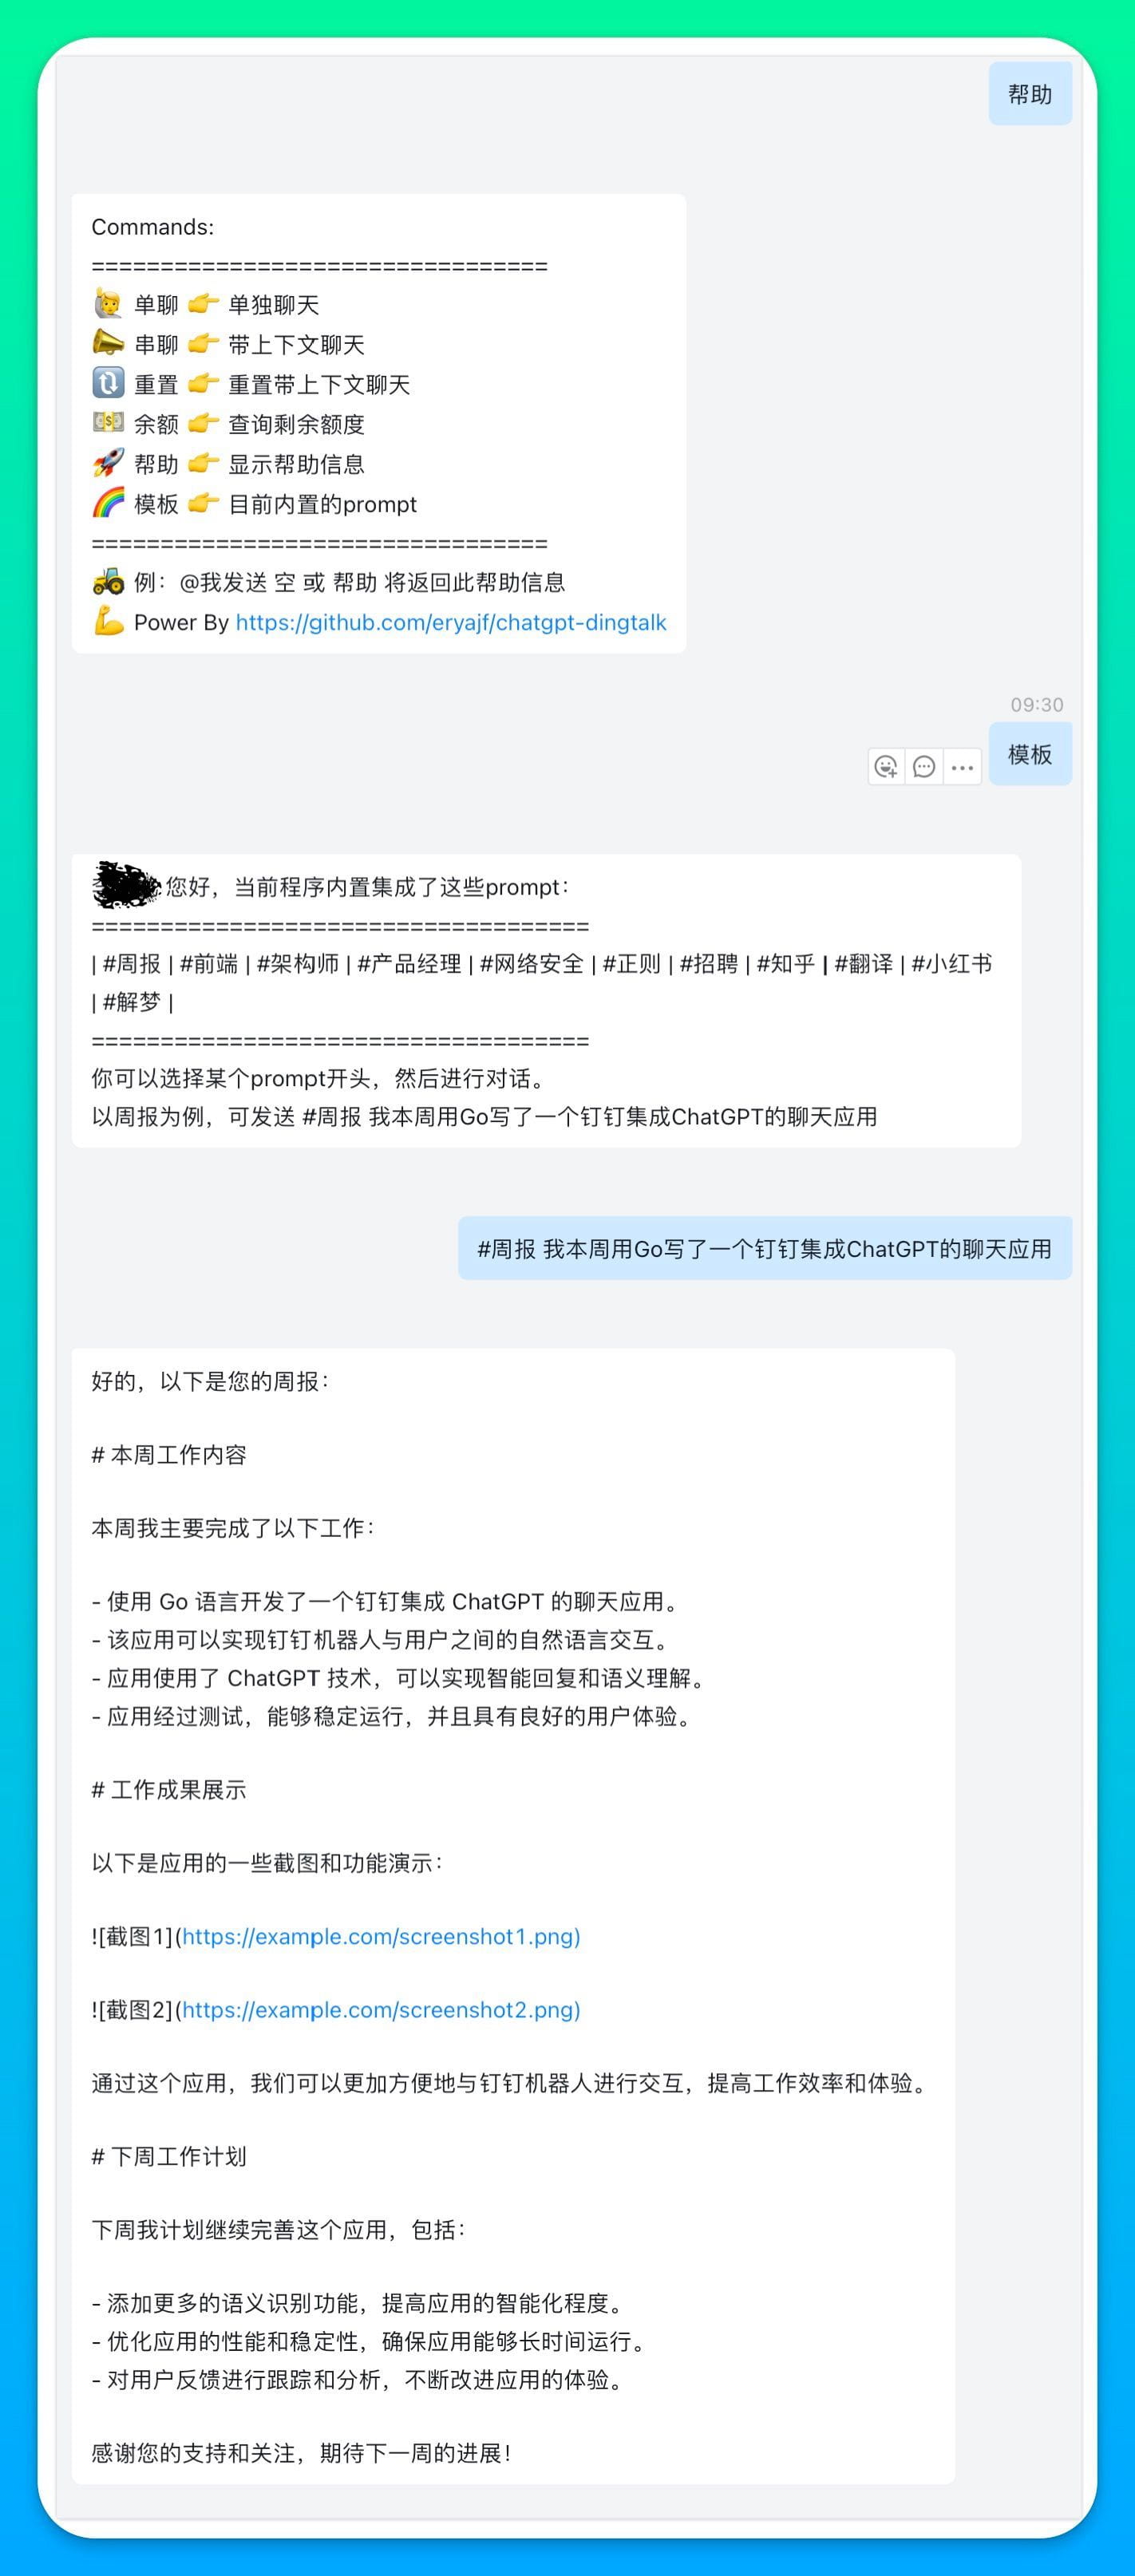 帮助
Commands:
=================================
🙋 单聊 👉 单独聊天
📣 串聊 👉 带上下文聊天
🔃 重置 👉 重置带上下文聊天
💵 余额 👉 查询剩余额度
🚀 帮助 👉 显示帮助信息
🌈 模板 👉 目前内置的prompt
=================================
🚜 例：@我发送 空 或 帮助 将返回此帮助信息
💪 Power By https://github.com/eryajf/chatgpt-dingtalk
09:30
模板
您好，当前程序内置集成了这些prompt：
====================================
| #周报 | #前端 | #架构师 | #产品经理 | #网络安全 | #正则 | #招聘 | #知乎 | #翻译 | #小红书
| #解梦 |
====================================
你可以选择某个prompt开头，然后进行对话。
以周报为例，可发送 #周报 我本周用Go写了一个钉钉集成ChatGPT的聊天应用
#周报 我本周用Go写了一个钉钉集成ChatGPT的聊天应用
好的，以下是您的周报：
# 本周工作内容
本周我主要完成了以下工作：
- 使用 Go 语言开发了一个钉钉集成 ChatGPT 的聊天应用。
- 该应用可以实现钉钉机器人与用户之间的自然语言交互。
- 应用使用了 ChatGPT 技术，可以实现智能回复和语义理解。
- 应用经过测试，能够稳定运行，并且具有良好的用户体验。
# 工作成果展示
以下是应用的一些截图和功能演示：
![截图1](https://example.com/screenshot1.png)
![截图2](https://example.com/screenshot2.png)
通过这个应用，我们可以更加方便地与钉钉机器人进行交互，提高工作效率和体验。
# 下周工作计划
下周我计划继续完善这个应用，包括：
- 添加更多的语义识别功能，提高应用的智能化程度。
- 优化应用的性能和稳定性，确保应用能够长时间运行。
- 对用户反馈进行跟踪和分析，不断改进应用的体验。
感谢您的支持和关注，期待下一周的进展！